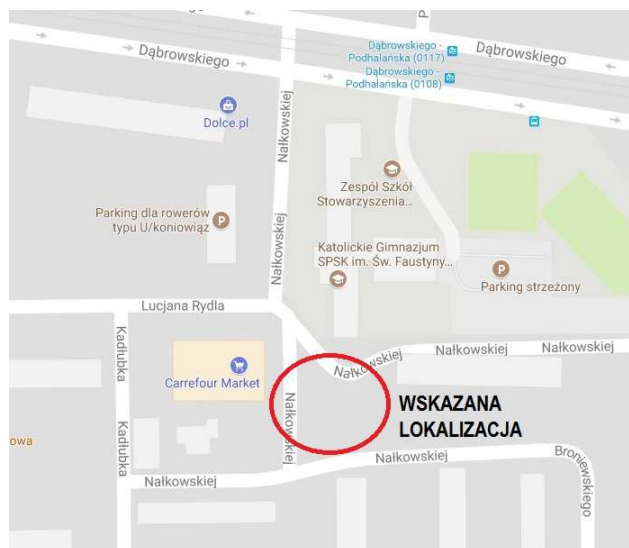 Dąbrowskiego
Dąbrowskiego -
Podhalańska (0117)
Dąbrowskiego -
Podhalańska (0108)
Dąbrowskiego
P
Dolce.pl
Nałkowskiej
Zespół Szkół
Stowarzyszenia...
Nałkowskiej
Parking dla rowerów
typu U/koniowiąz
P
Katolickie Gimnazjum
SPSK im. Św. Faustyny...
P
Parking strzeżony
Lucjana Rydla
Kadłubka
Nałkowskiej
Nałkowskiej
Nałkowskiej
Carrefour Market
Nałkowskiej
WSKAZANA
LOKALIZACJA
Kadłubka
owa
Nałkowskiej
Nałkowskiej
Broniewskiego